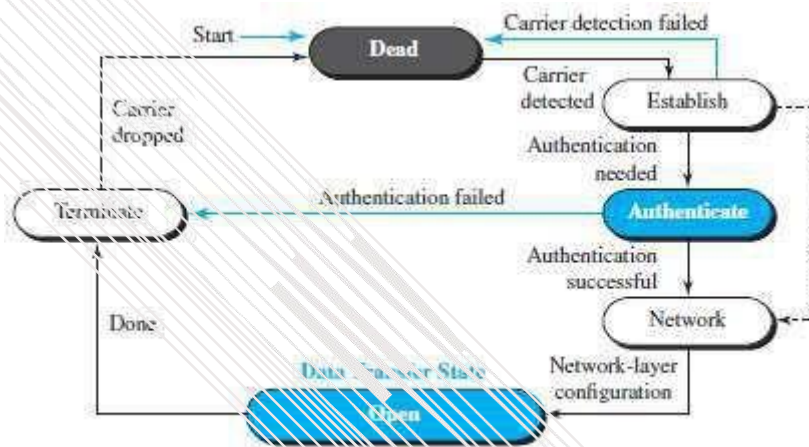 Start
Dead
Carrier detection failed
Carrier
detected
Establish
Carrier
dropped
Authentication
needed
Terminate
Authentication failed
Authenticate
Authentication
successful
Done
Network
Data Transfer State
Network-layer
configuration
Open